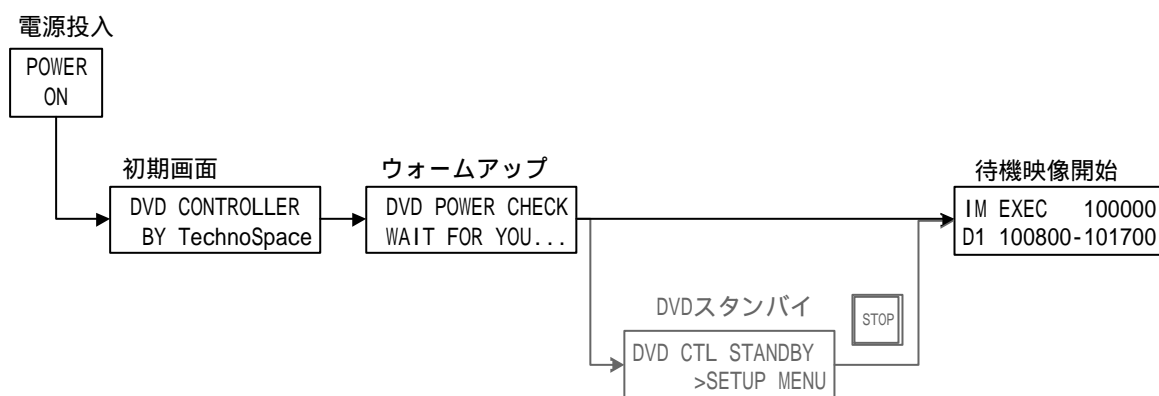 電源投入
POWER
ON
初期画面
DVD CONTROLLER
BY TechnoSpace
ウォームアップ
DVD POWER CHECK
WAIT FOR YOU...
待機映像開始
IM EXEC 100000
D1 100800-101700
DVDスタンバイ
STOP
DVD CTL STANDBY
>SETUP MENU